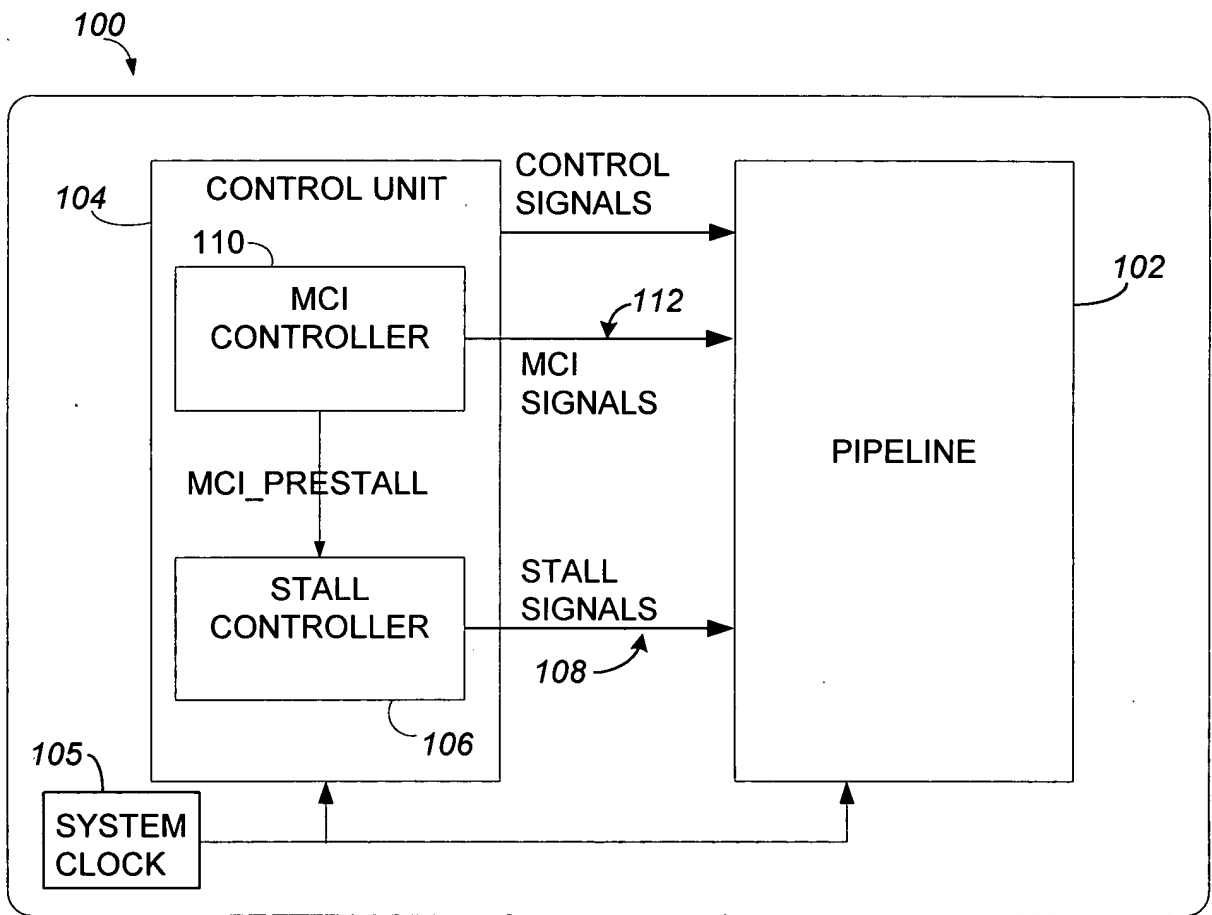 100
CONTROL UNIT
CONTROL
SIGNALS
104
110
MCI
CONTROLLER
112
102
MCI
SIGNALS
PIPELINE
MCI_PRESTALL
STALL
CONTROLLER
STALL
SIGNALS
108
106
105
SYSTEM
CLOCK